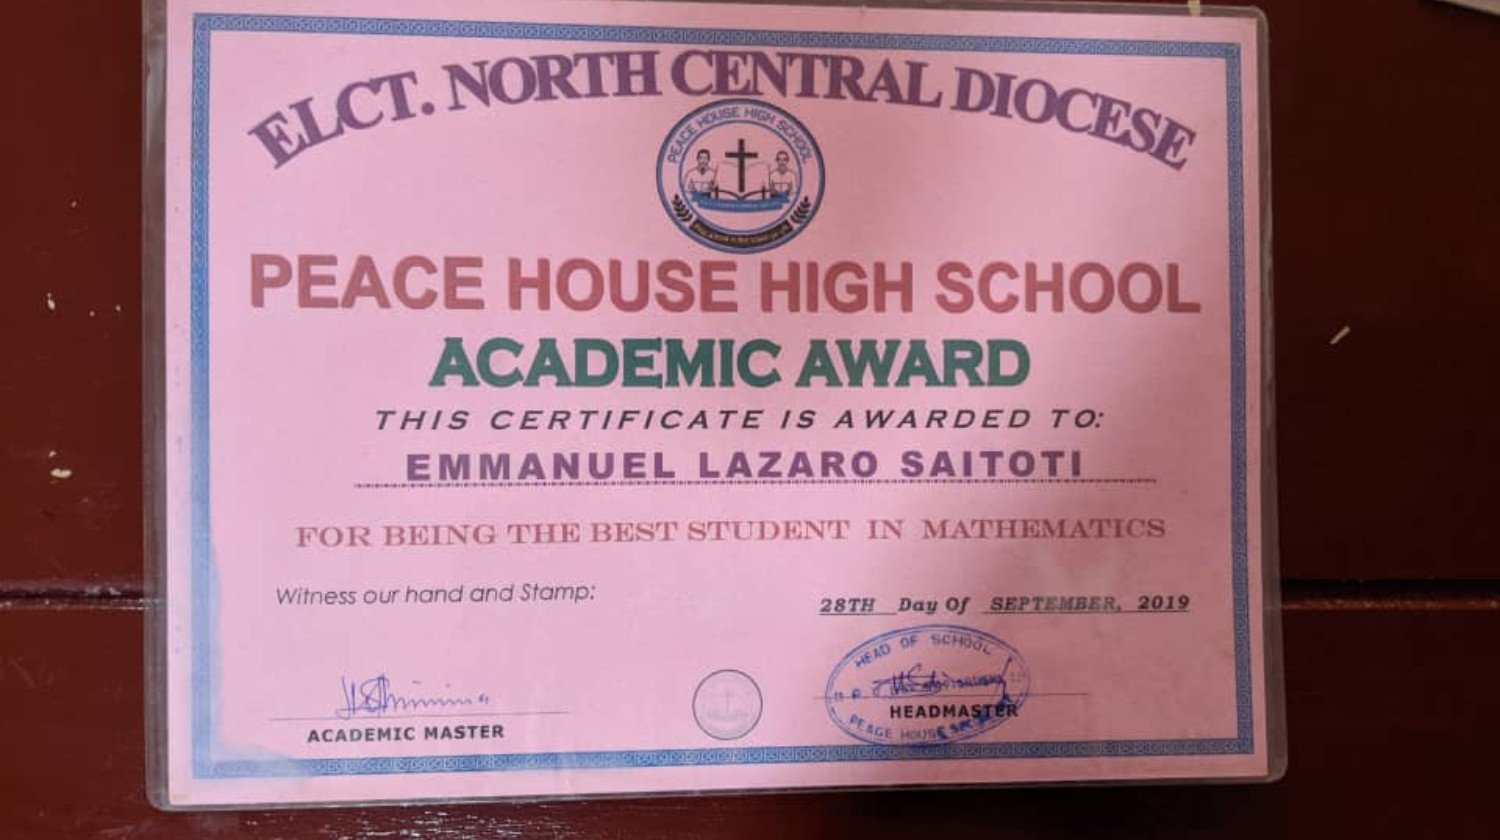 ELCT. NORTH CENTRAL DIOCESE
PEACE HOUSE HIGH SCHOOL
PEACE HOUSE HIGH SCHOOL
ACADEMIC AWARD
THIS CERTIFICATE IS AWARDED TO:
EMMANUEL LAZARO SAITOTI
FOR BEING THE BEST STUDENT IN MATHEMATICS
Witness our hand and Stamp:
28TH Day Of SEPTEMBER, 2019
HEAD OF SCHOOL
HEADMASTER
PEACE HOUSE
ACADEMIC MASTER